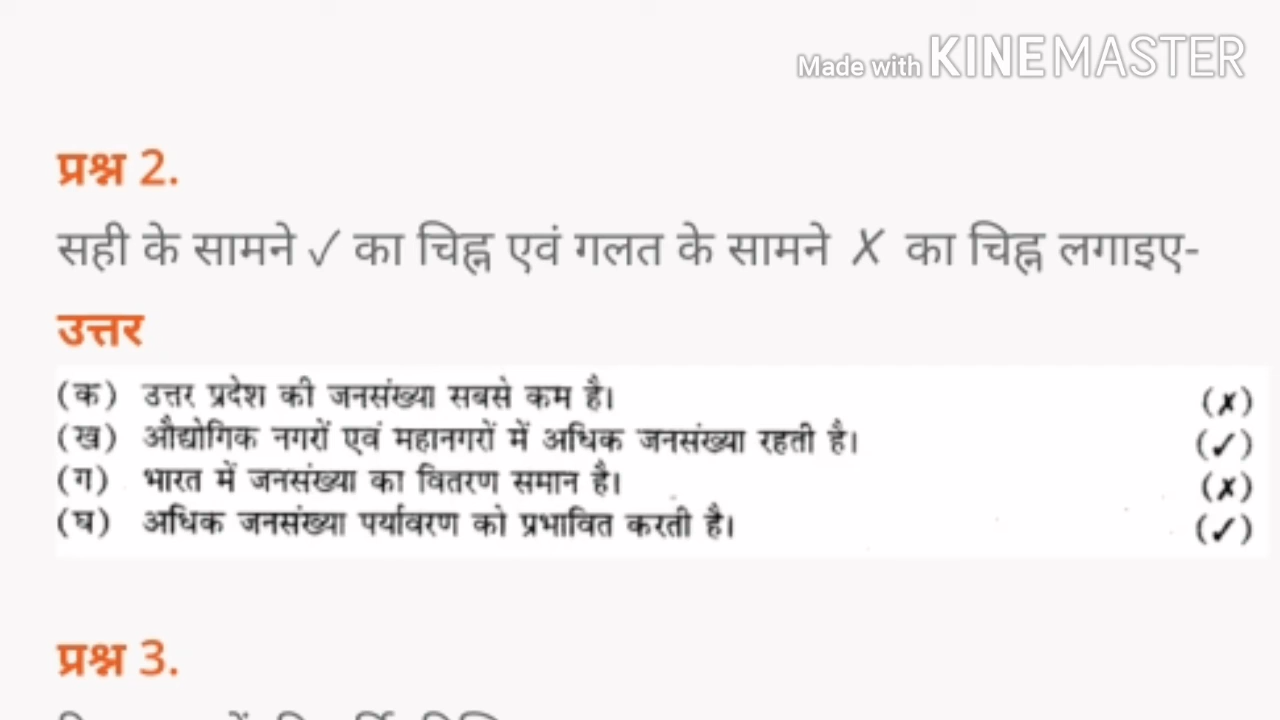 Made with KINEMASTER
प्रश्न 2.
सही के सामने ✓ का चिह्न एवं गलत के सामने ✗ का चिह्न लगाइए-
उत्तर
(क) उत्तर प्रदेश की जनसंख्या सबसे कम है। (✗)
(ख) औद्योगिक नगरों एवं महानगरों में अधिक जनसंख्या रहती है। (✓)
(ग) भारत में जनसंख्या का वितरण समान है। (✗)
(घ) अधिक जनसंख्या पर्यावरण को प्रभावित करती है। (✓)
प्रश्न 3.